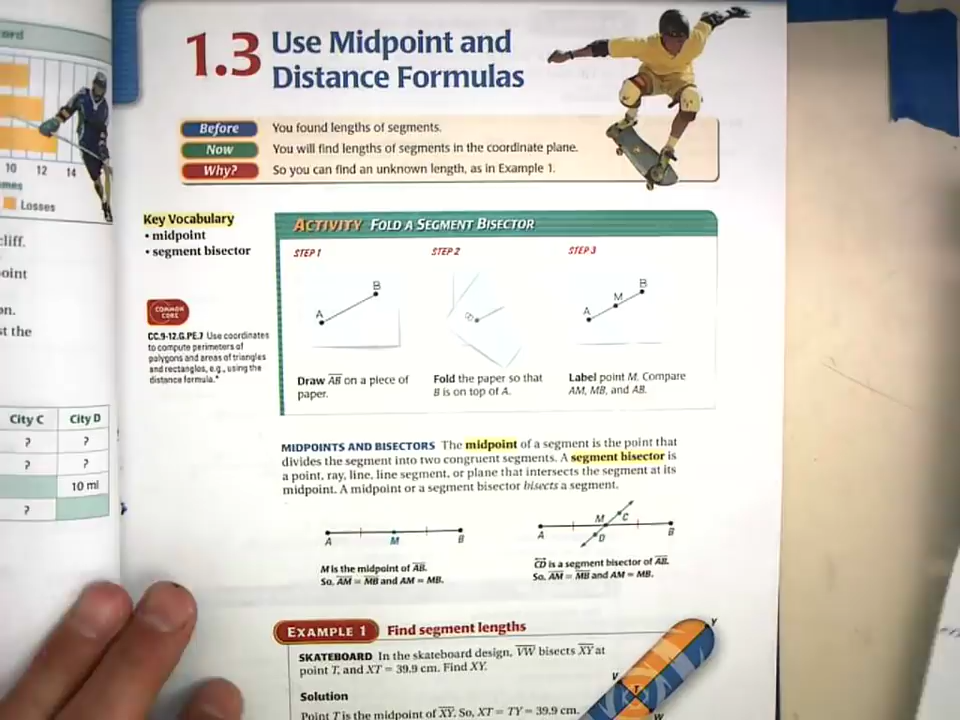 ord
10 12 14
mes
Losses
cliff.
oint
on.
st the
City C City D
? ?
? ?
10 mi
?
1.3 Use Midpoint and
Distance Formulas
Before You found lengths of segments.
Now You will find lengths of segments in the coordinate plane.
Why? So you can find an unknown length, as in Example 1.
Key Vocabulary
• midpoint
• segment bisector
COMMON
CORE
CC.9-12.G.PE.7 Use coordinates
to compute perimeters of
polygons and areas of triangles
and rectangles, e.g., using the
distance formula.*
ACTIVITY FOLD A SEGMENT BISECTOR
STEP 1 STEP 2 STEP 3
A B
B
A M B
Draw AB on a piece of
paper.
Fold the paper so that
B is on top of A.
Label point M. Compare
AM, MB, and AB.
MIDPOINTS AND BISECTORS The midpoint of a segment is the point that
divides the segment into two congruent segments. A segment bisector is
a point, ray, line, line segment, or plane that intersects the segment at its
midpoint. A midpoint or a segment bisector bisects a segment.
A M B
A M C D B
M is the midpoint of AB.
So, AM ≅ MB and AM = MB.
CD is a segment bisector of AB.
So, AM ≅ MB and AM = MB.
EXAMPLE 1 Find segment lengths
SKATEBOARD In the skateboard design, VW bisects XY at
point T, and XT = 39.9 cm. Find XY.
Solution
Point T is the midpoint of XY. So, XT = TY = 39.9 cm.
Y
V
T
W